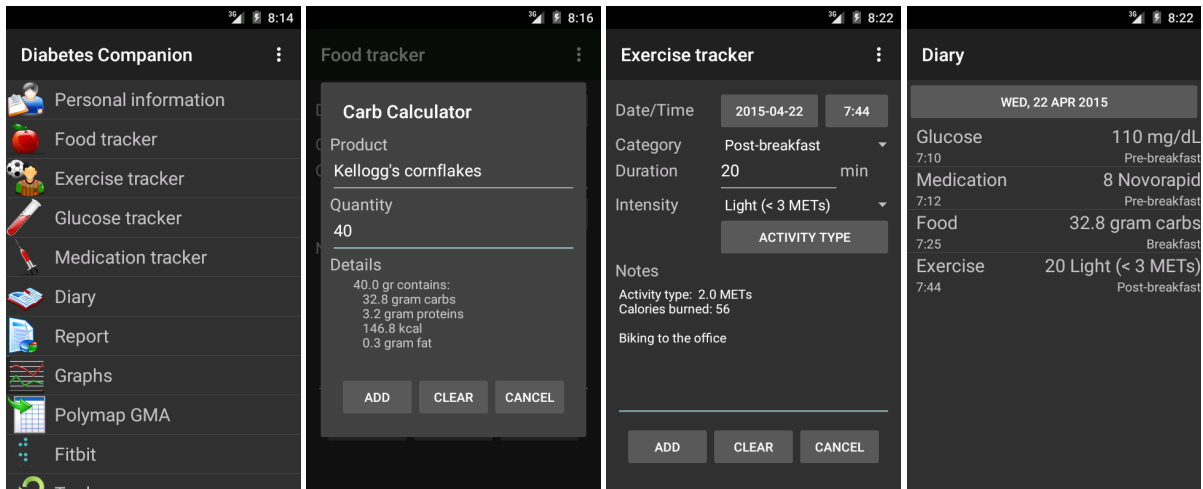 3G 8:14
Diabetes Companion
Personal information
Food tracker
Exercise tracker
Glucose tracker
Medication tracker
Diary
Report
Graphs
Polymap GMA
Fitbit
3G 8:16
Food tracker
Carb Calculator
Product
Kellogg's cornflakes
Quantity
40
Details
40.0 gr contains:
32.8 gram carbs
3.2 gram proteins
146.8 kcal
0.3 gram fat
ADD CLEAR CANCEL
3G 8:22
Exercise tracker
Date/Time 2015-04-22 7:44
Category Post-breakfast
Duration 20 min
Intensity Light (< 3 METs)
ACTIVITY TYPE
Notes
Activity type: 2.0 METs
Calories burned: 56
Biking to the office
ADD CLEAR CANCEL
3G 8:22
Diary
WED, 22 APR 2015
Glucose 110 mg/dL
7:10 Pre-breakfast
Medication 8 Novorapid
7:12 Pre-breakfast
Food 32.8 gram carbs
7:25 Breakfast
Exercise 20 Light (< 3 METs)
7:44 Post-breakfast